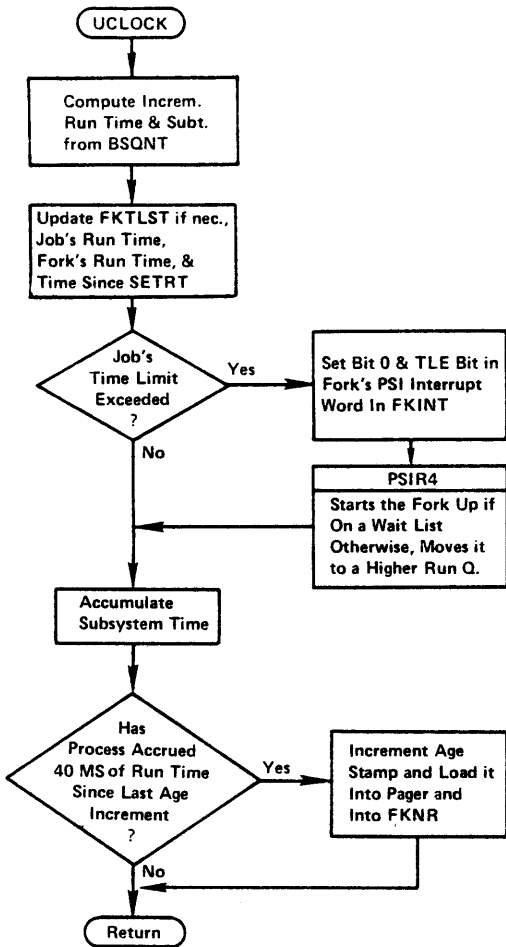 UCLOCK
Compute Increm.
Run Time & Subt.
from BSQNT
Update FKTLST if nec.,
Job's Run Time,
Fork's Run Time, &
Time Since SETRT
Job's
Time Limit
Exceeded
?
Yes
No
Set Bit 0 & TLE Bit in
Fork's PSI Interrupt
Word In FKINT
PSIR4
Starts the Fork Up if
On a Wait List
Otherwise, Moves it
to a Higher Run Q.
Accumulate
Subsystem Time
Has
Process Accrued
40 MS of Run Time
Since Last Age
Increment
?
Yes
No
Increment Age
Stamp and Load it
Into Pager and
Into FKNR
Return